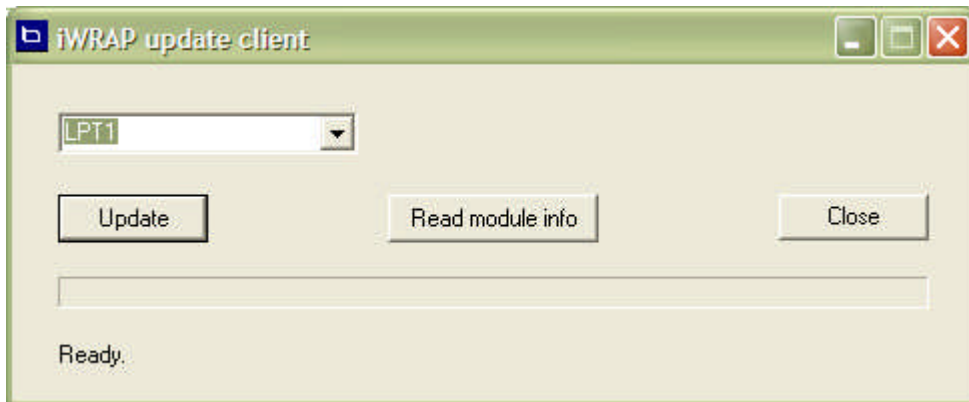 iWRAP update client
LPT1
Update Read module info Close
Ready.